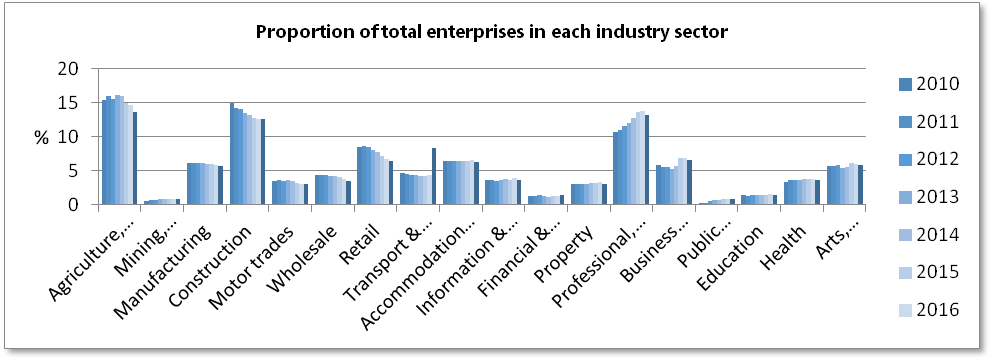 Proportion of total enterprises in each industry sector
20
15
10
5
0
%
Agriculture,...
Mining,...
Manufacturing
Construction
Motor trades
Wholesale
Retail
Transport &...
Accommodation...
Information &...
Financial &...
Property
Professional,...
Business...
Public...
Education
Health
Arts,...
2010
2011
2012
2013
2014
2015
2016